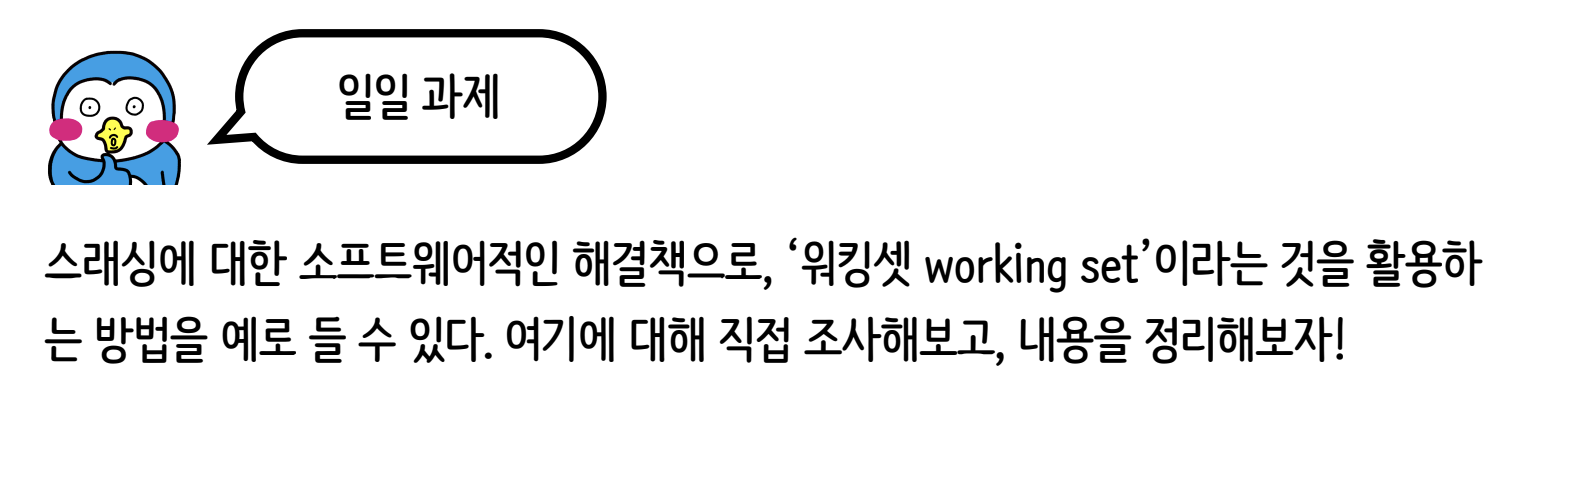 일일 과제
스래싱에 대한 소프트웨어적인 해결책으로, ‘워킹셋 working set’이라는 것을 활용하
는 방법을 예로 들 수 있다. 여기에 대해 직접 조사해보고, 내용을 정리해보자!